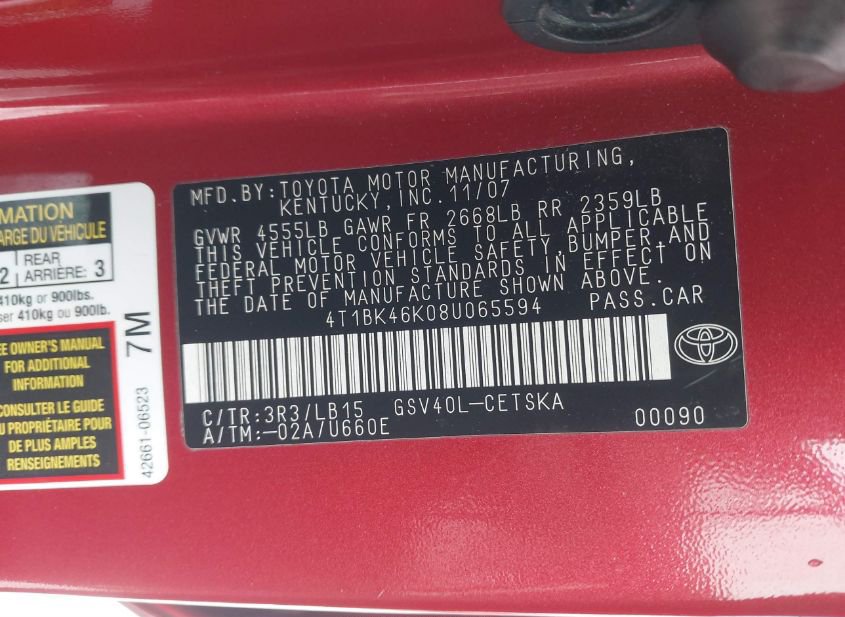 MFD.BY:TOYOTA MOTOR MANUFACTURING,
KENTUCKY,INC.11/07
GVWR 4555LB GAWR FR 2668LB RR 2359LB
THIS VEHICLE CONFORMS TO ALL APPLICABLE
FEDERAL MOTOR VEHICLE SAFETY,BUMPER,AND
THEFT PREVENTION STANDARDS IN EFFECT ON
THE DATE OF MANUFACTURE SHOWN ABOVE.
4T1BK46K08U065594 PASS.CAR
C/TR:3R3/LB15 GSV40L-CETSKA
A/TM:-02A/U660E 00090
MATION
ARGE DU VÉHICULE
REAR
2 ARRIÈRE: 3
410kg or 900lbs.
ser 410kg ou 900lb.
EE OWNER'S MANUAL
FOR ADDITIONAL
INFORMATION
CONSULTER LE GUIDE
U PROPRIÉTAIRE POUR
DE PLUS AMPLES
RENSEIGNEMENTS
7M
42661-06523